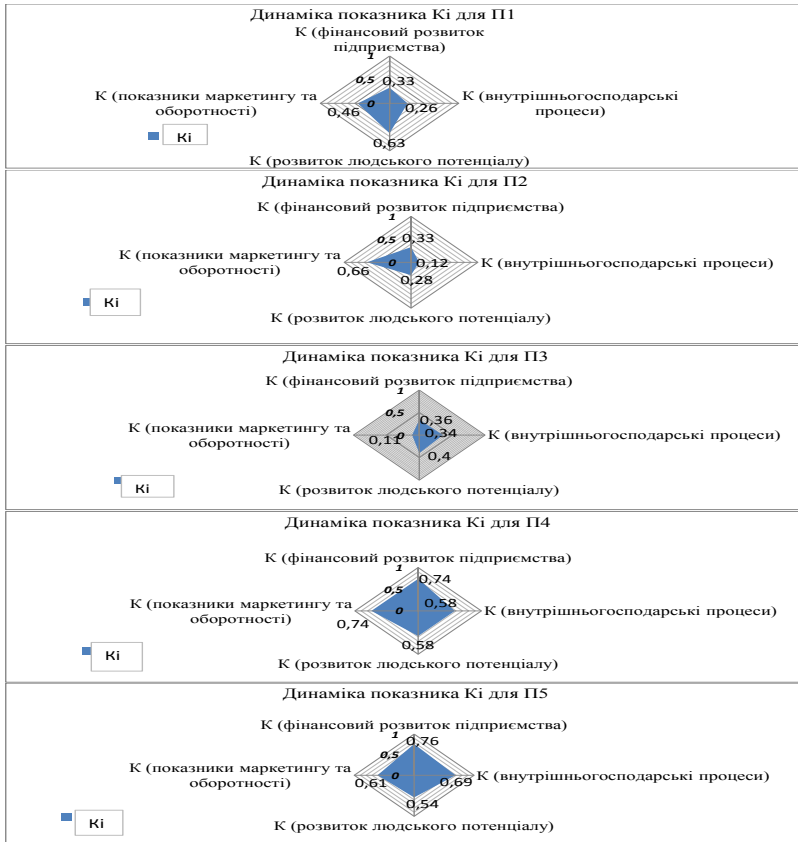 Динаміка показника Кі для П1
К (фінансовий розвиток
підприємства)
1
0,5
0,33
К (показники маркетингу та
оборотності)
0
К (внутрішньогосподарські
процеси)
0,46
0,26
Кі
0,63
К (розвиток людського потенціалу)
Динаміка показника Кі для П2
К (фінансовий розвиток підприємства)
1
0,5
0,33
К (показники маркетингу та
оборотності)
0
0,12
К (внутрішньогосподарські процеси)
0,66
0,28
Кі
К (розвиток людського потенціалу)
Динаміка показника Кі для П3
К (фінансовий розвиток підприємства)
1
0,5
0,36
К (показники маркетингу та
оборотності)
0,11
0
0,34
К (внутрішньогосподарські процеси)
0,4
Кі
К (розвиток людського потенціалу)
Динаміка показника Кі для П4
К (фінансовий розвиток підприємства)
1
0,74
0,5
К (показники маркетингу та
оборотності)
0
0,58
К (внутрішньогосподарські процеси)
0,74
0,58
Кі
К (розвиток людського потенціалу)
Динаміка показника Кі для П5
К (фінансовий розвиток підприємства)
1
0,76
0,5
К (показники маркетингу та
оборотності)
0
К (внутрішньогосподарські процеси)
0,61
0,69
0,54
К (розвиток людського потенціалу)
Кі